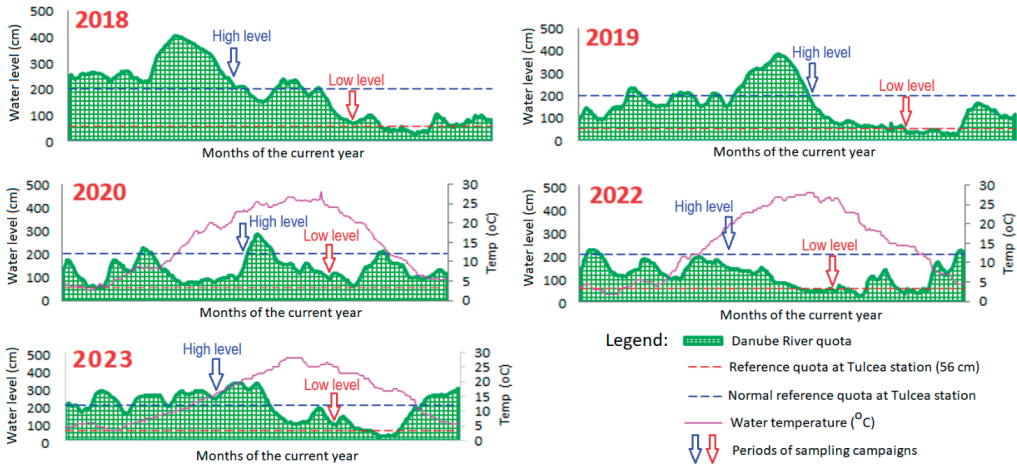 2018
500
400
300
200
100
0
Water level (cm)
High level
Low level
Months of the current year
2019
500
400
300
200
100
0
Water level (cm)
High level
Low level
Months of the current year
2020
500
400
300
200
100
0
Water level (cm)
High level
Low level
30
25
20
15
10
5
0
Temp (oC)
Months of the current year
2022
500
400
300
200
100
0
Water level (cm)
High level
Low level
30
25
20
15
10
5
0
Temp (oC)
Months of the current year
2023
500
400
300
200
100
0
Water level (cm)
High level
Low level
30
25
20
15
10
5
0
Temp (oC)
Months of the current year
Legend:
Danube River quota
Reference quota at Tulcea station (56 cm)
Normal reference quota at Tulcea station
Water temperature (°C)
Periods of sampling campaigns